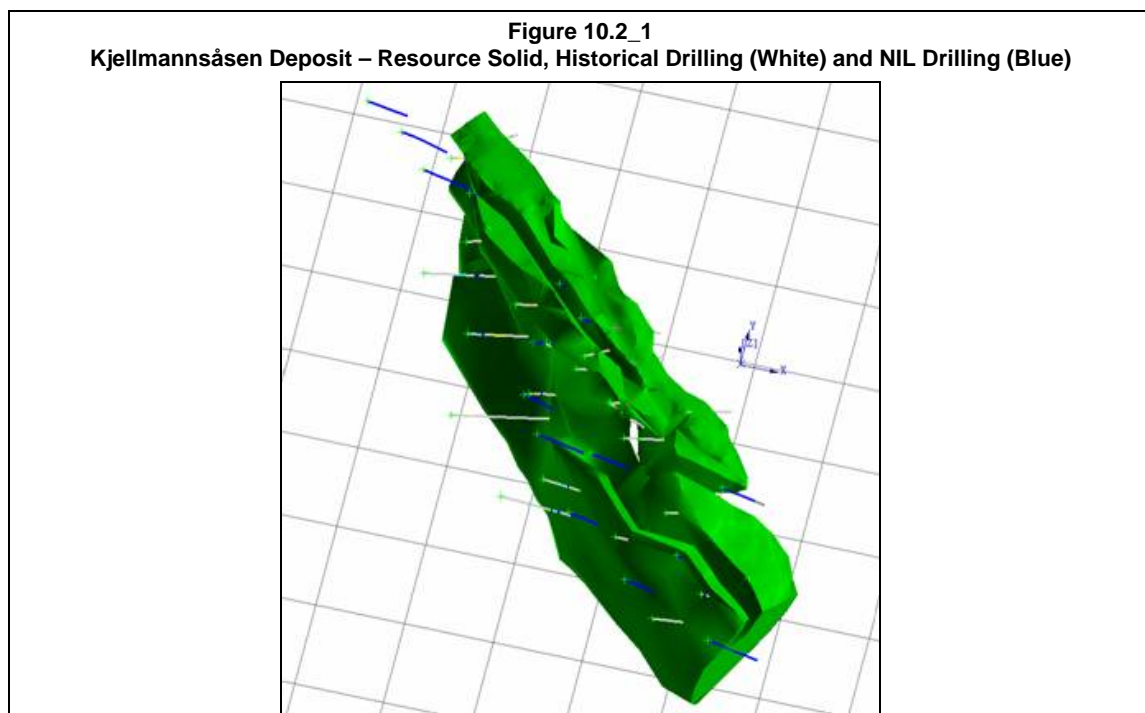 Figure 10.2_1
Kjellmannsåsen Deposit – Resource Solid, Historical Drilling (White) and NIL Drilling (Blue)
Y
X